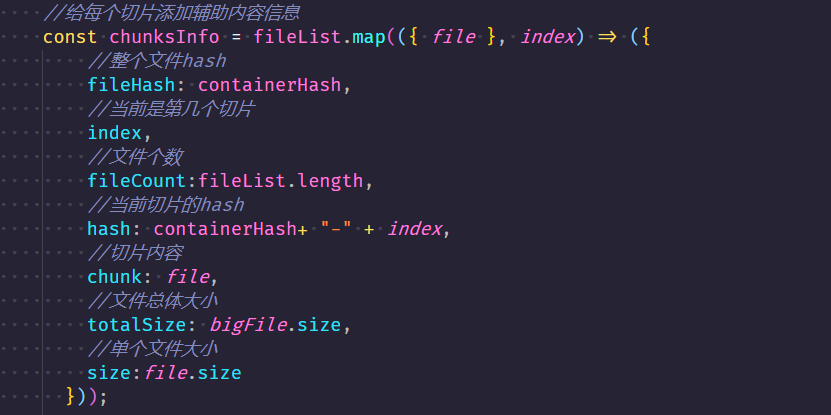 //给每个切片添加辅助内容信息
const chunksInfo = fileList.map(({ file }, index) => ({
//整个文件hash
fileHash: containerHash,
//当前是第几个切片
index,
//文件个数
fileCount:fileList.length,
//当前切片的hash
hash: containerHash+ "-" + index,
//切片内容
chunk: file,
//文件总体大小
totalSize: bigFile.size,
//单个文件大小
size:file.size
}));